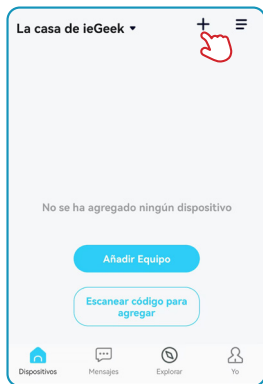 La casa de ieGeek
No se ha agregado ningún dispositivo
Añadir Equipo
Escanear código para
agregar
Dispositivos Mensajes Explorar Yo